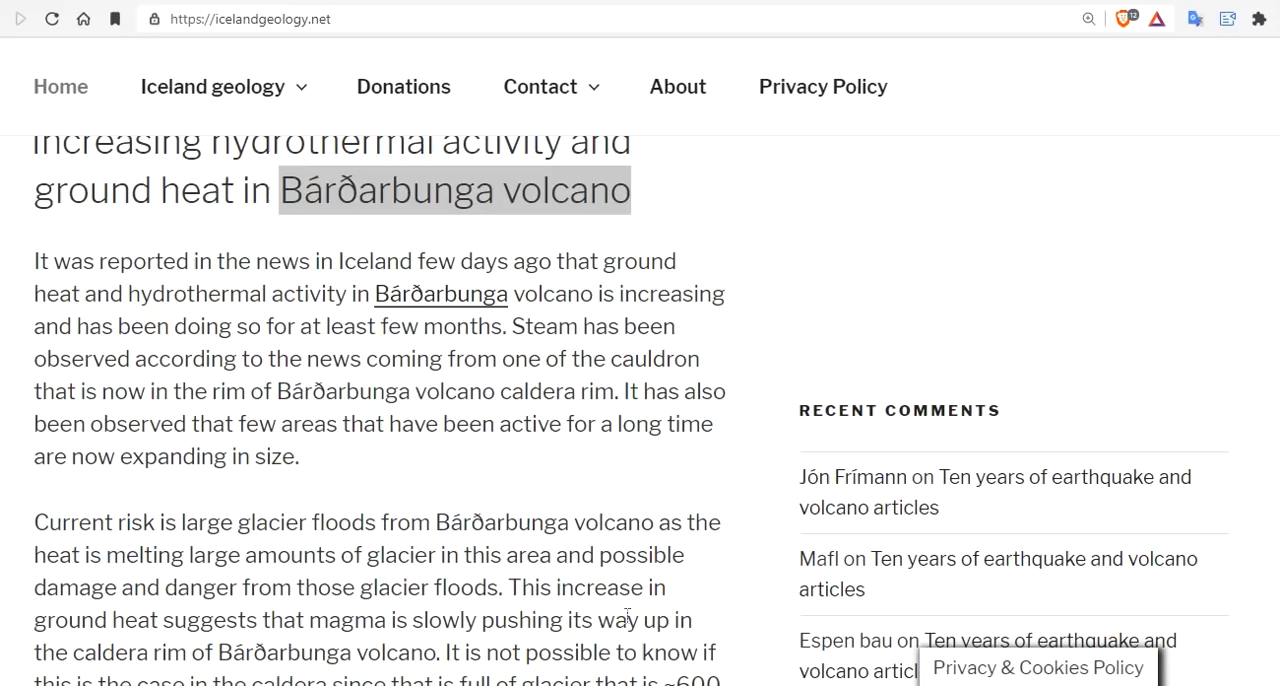 https://icelandgeology.net
12
Home Iceland geology Donations Contact About Privacy Policy
Increasing hydrothermal activity and
ground heat in Bárðarbunga volcano
It was reported in the news in Iceland few days ago that ground
heat and hydrothermal activity in Bárðarbunga volcano is increasing
and has been doing so for at least few months. Steam has been
observed according to the news coming from one of the cauldron
that is now in the rim of Bárðarbunga volcano caldera rim. It has also
been observed that few areas that have been active for a long time
are now expanding in size.
Current risk is large glacier floods from Bárðarbunga volcano as the
heat is melting large amounts of glacier in this area and possible
damage and danger from those glacier floods. This increase in
ground heat suggests that magma is slowly pushing its way up in
the caldera rim of Bárðarbunga volcano. It is not possible to know if
this is the case in the caldera since that is full of glacier that is ~600
RECENT COMMENTS
Jón Frímann on Ten years of earthquake and
volcano articles
Mafl on Ten years of earthquake and volcano
articles
Espen bau on Ten years of earthquake and
volcano articl
Privacy & Cookies Policy